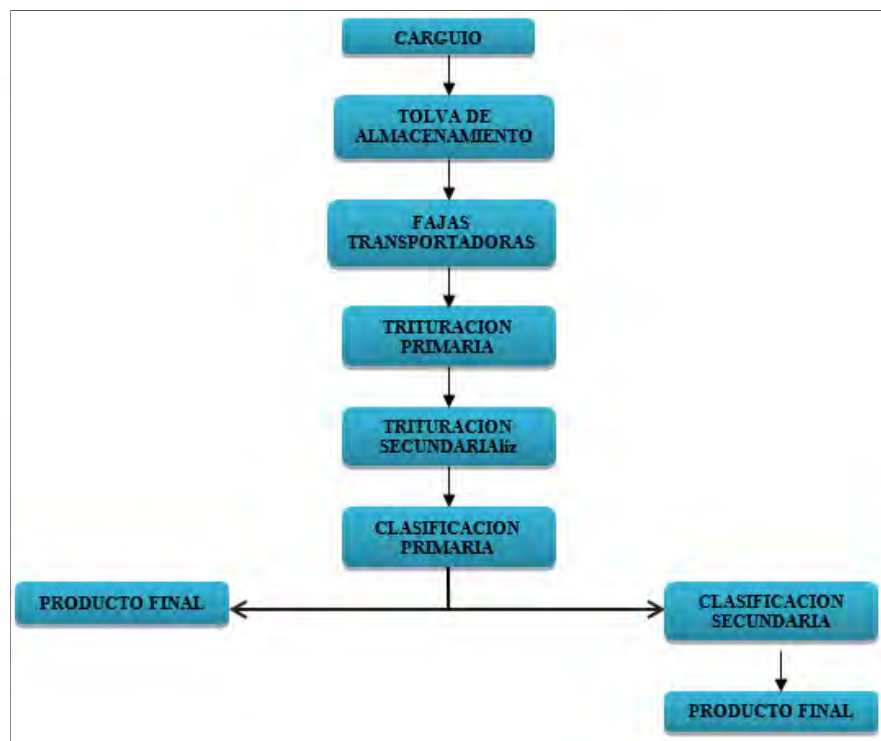 CARGUIO
TOLVA DE
ALMACENAMIENTO
FAJAS
TRANSPORTADORAS
TRITURACION
PRIMARIA
TRITURACION
SECUNDARIAliz
CLASIFICACION
PRIMARIA
PRODUCTO FINAL
CLASIFICACION
SECUNDARIA
PRODUCTO FINAL